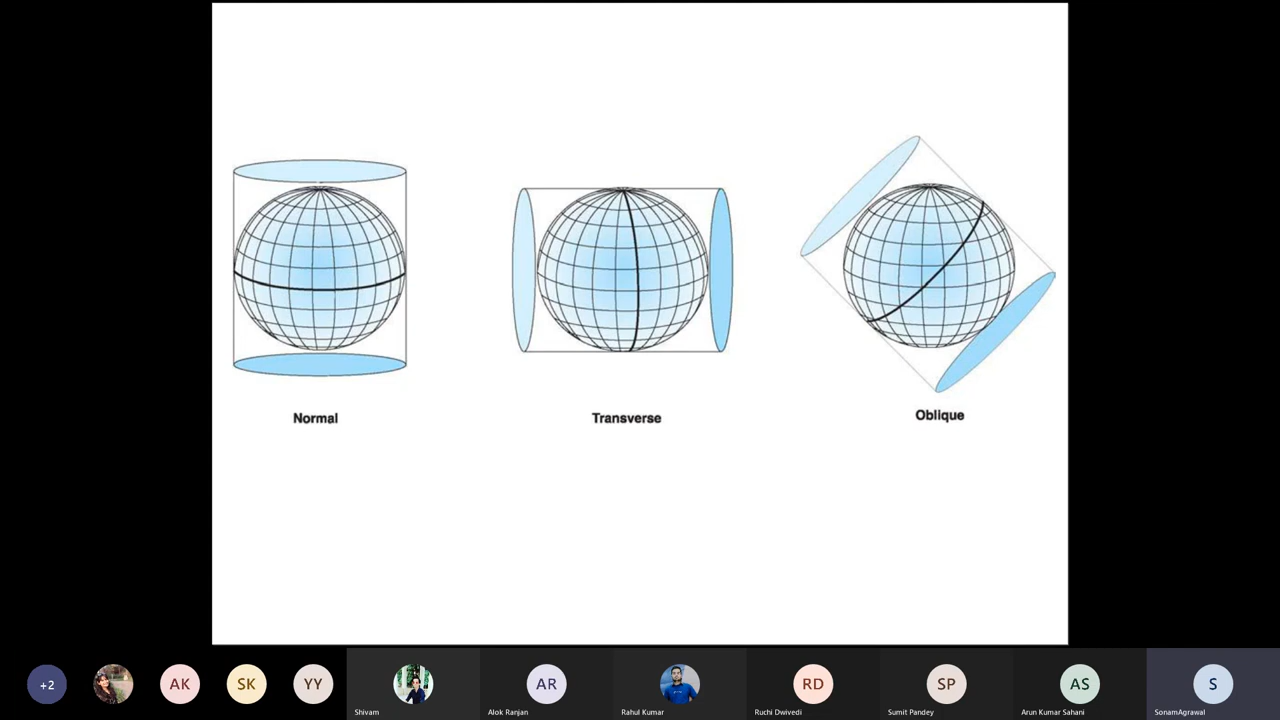 Normal
Transverse
Oblique
+2
AK
SK
YY
Shivam
AR
Alok Ranjan
Rahul Kumar
RD
Ruchi Dwivedi
SP
Sumit Pandey
AS
Arun Kumar Sahani
S
SonamAgrawal